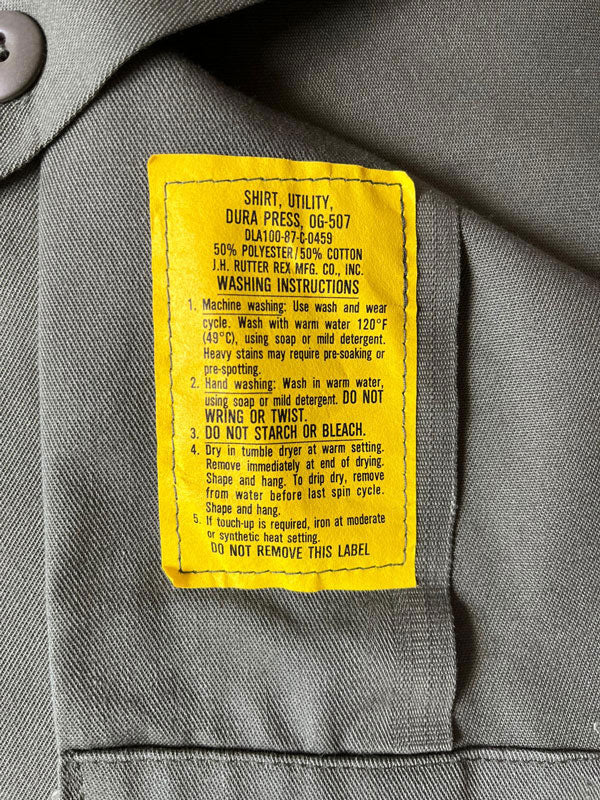 SHIRT, UTILITY,
DURA PRESS, OG-507
DLA100-87-C-0459
50% POLYESTER/50% COTTON
J.H. RUTTER REX MFG. CO., INC.
WASHING INSTRUCTIONS
1. Machine washing: Use wash and wear
cycle. Wash with warm water 120°F
(49°C), using soap or mild detergent.
Heavy stains may require pre-soaking or
pre-spotting.
2. Hand washing: Wash in warm water,
using soap or mild detergent. DO NOT
WRING OR TWIST.
3. DO NOT STARCH OR BLEACH.
4. Dry in tumble dryer at warm setting.
Remove immediately at end of drying.
Shape and hang. To drip dry, remove
from water before last spin cycle.
Shape and hang.
5. If touch-up is required, iron at moderate
or synthetic heat setting.
DO NOT REMOVE THIS LABEL